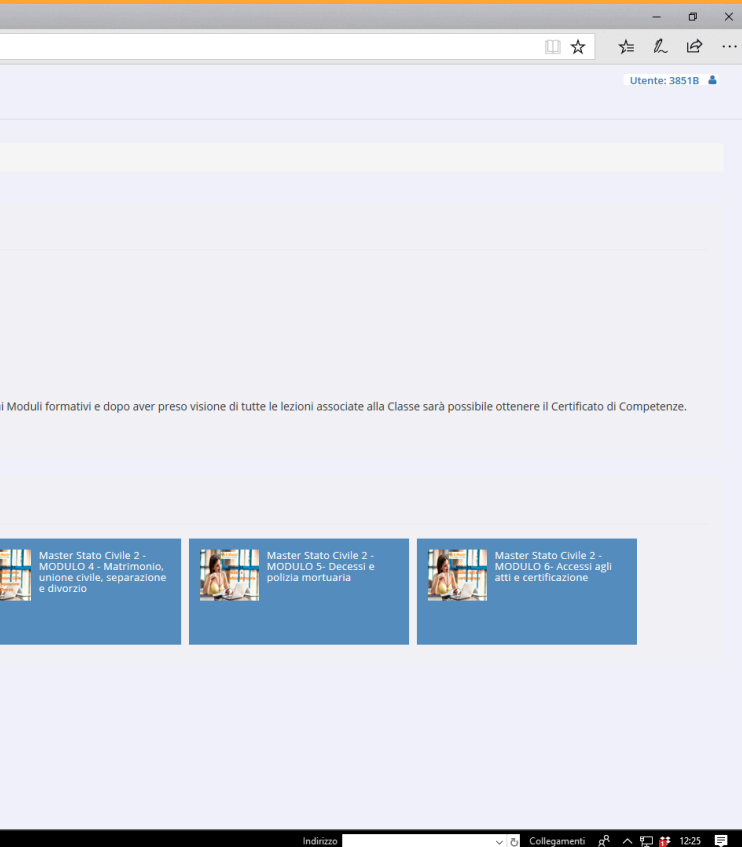 Utente: 3851B
i Moduli formativi e dopo aver preso visione di tutte le lezioni associate alla Classe sarà possibile ottenere il Certificato di Competenze.
Master Stato Civile 2 -
MODULO 4 - Matrimonio,
unione civile, separazione
e divorzio
Master Stato Civile 2 -
MODULO 5- Decessi e
polizia mortuaria
Master Stato Civile 2 -
MODULO 6- Accessi agli
atti e certificazione
Indirizzo
Collegamenti
12:25